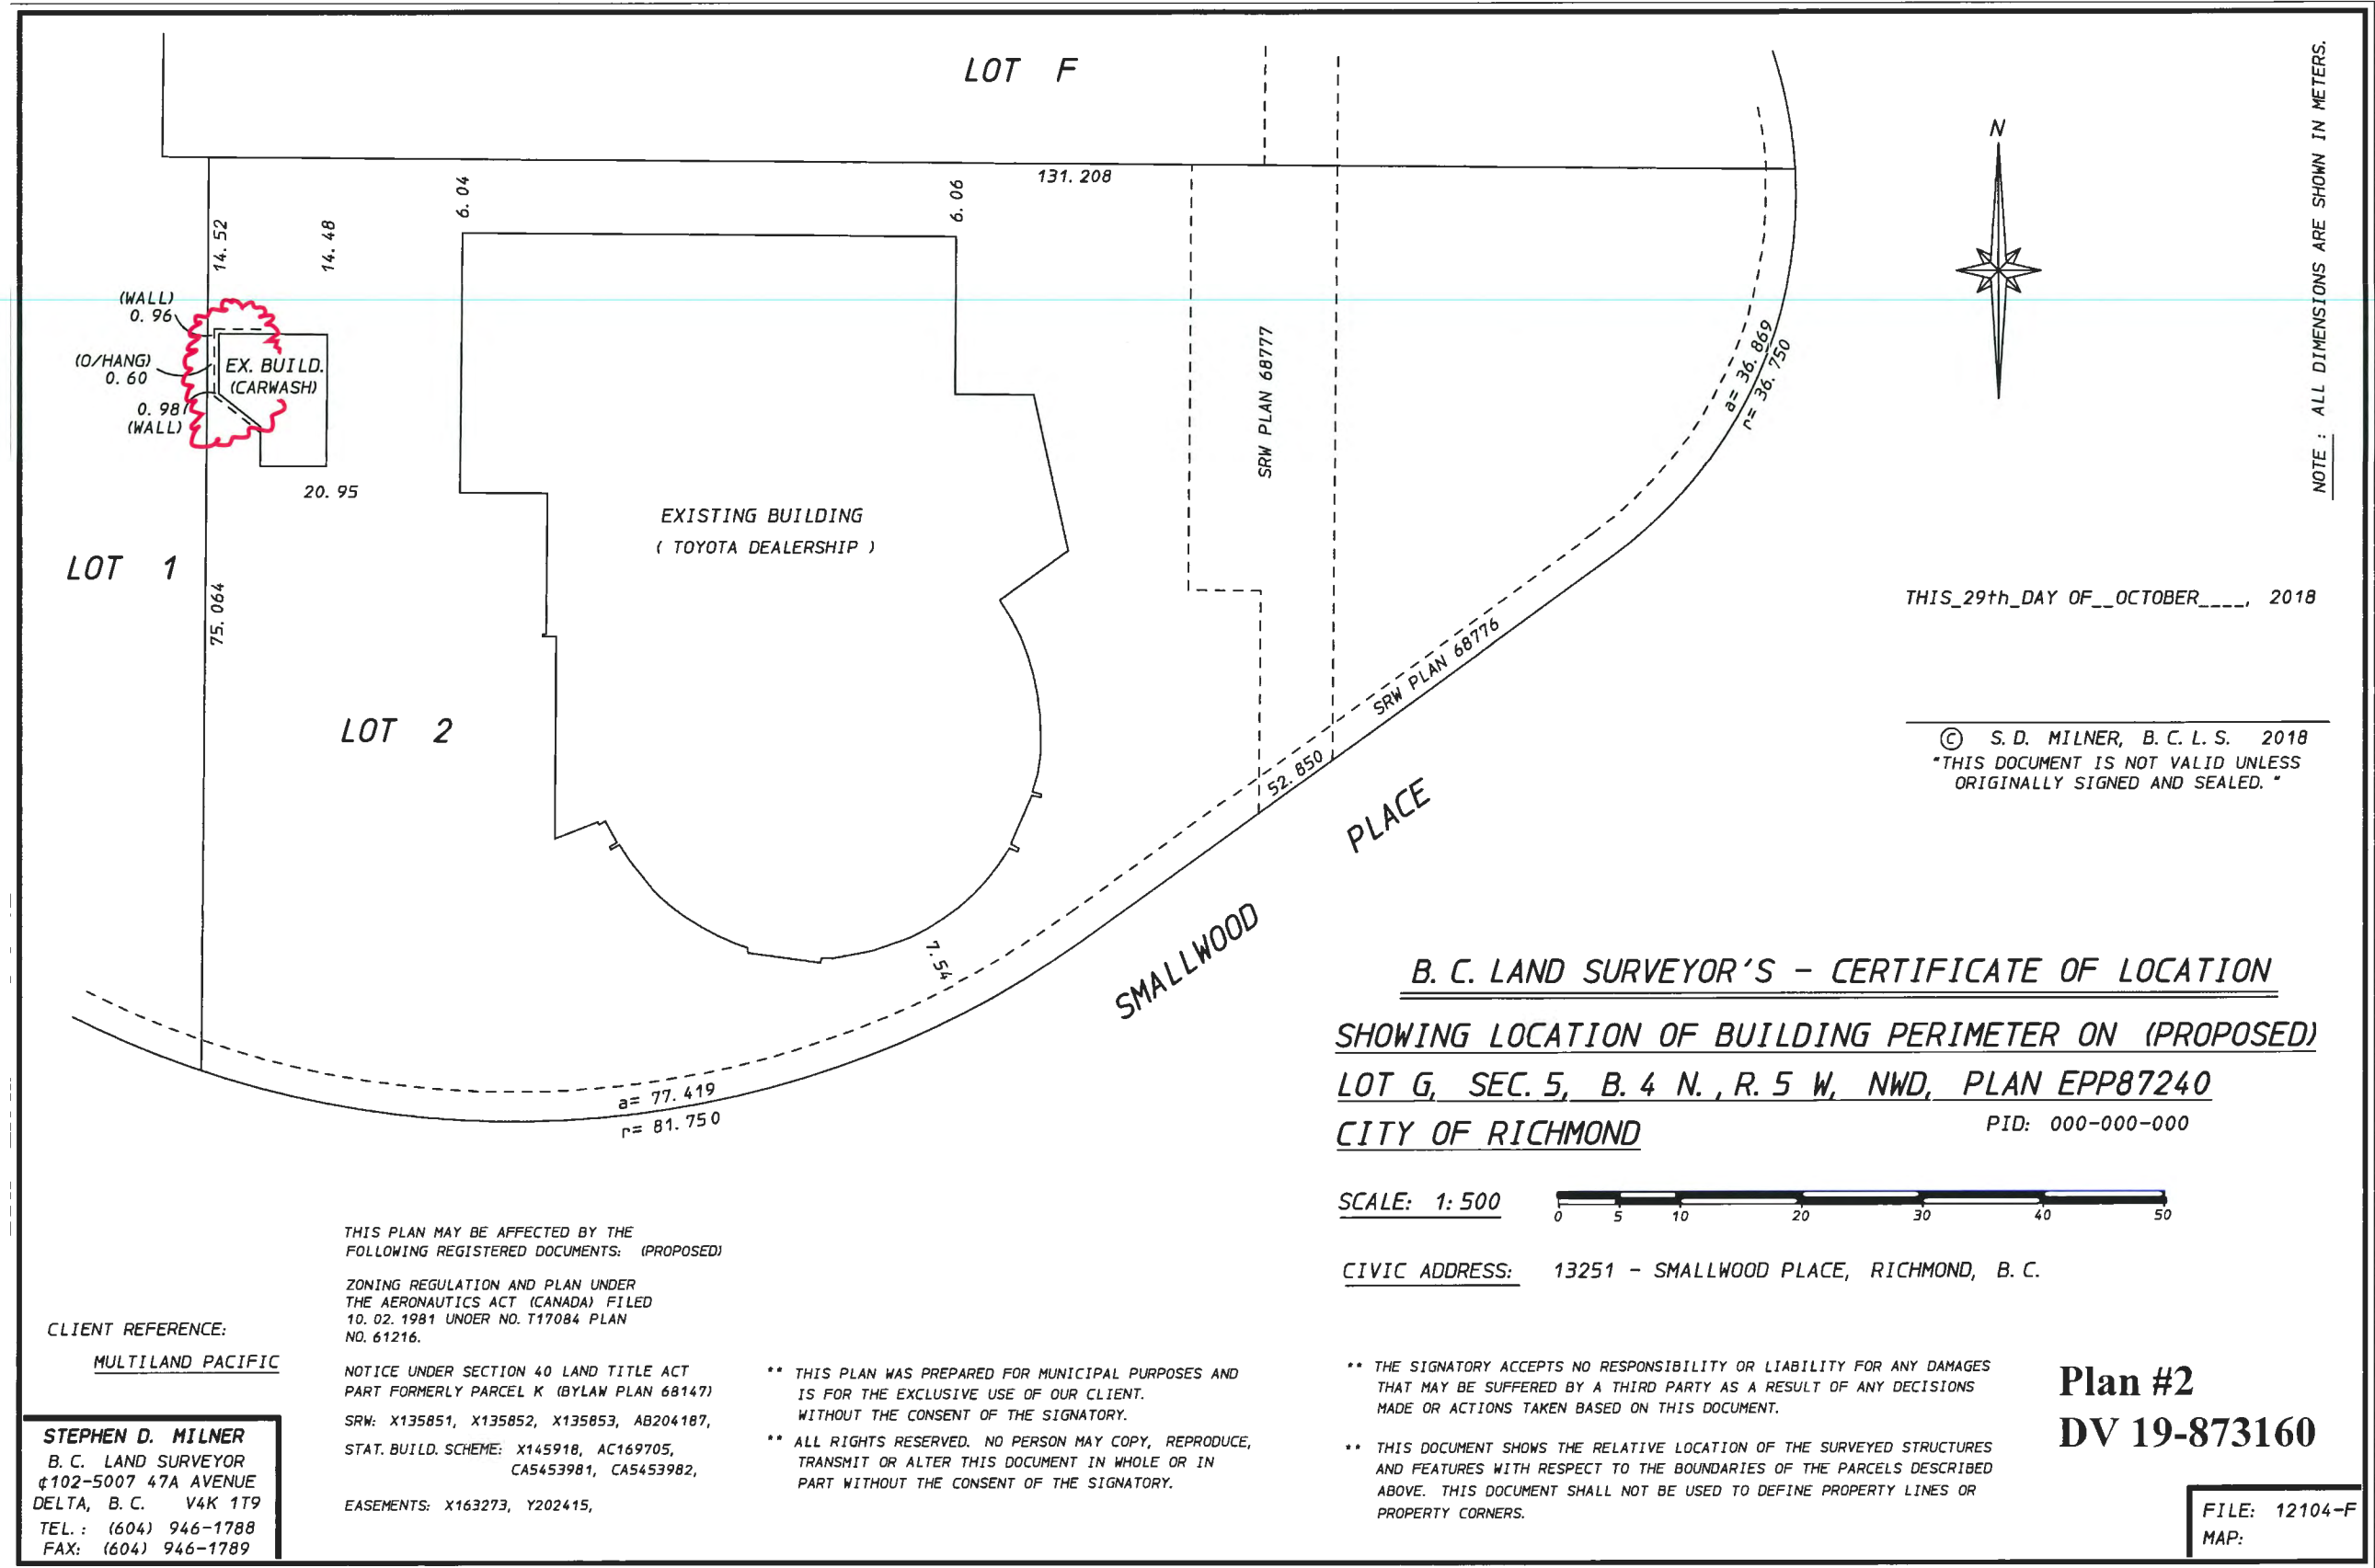 LOT F
N
NOTE : ALL DIMENSIONS ARE SHOWN IN METERS.
131.208
6.04
6.06
14.52
14.48
(WALL)
0.96
(O/HANG)
0.60
0.98
(WALL)
EX. BUILD.
(CARWASH)
20.95
SRW PLAN 68777
a= 36.869
r= 36.750
EXISTING BUILDING
( TOYOTA DEALERSHIP )
LOT 1
75.064
LOT 2
THIS_29th_DAY OF__OCTOBER____, 2018
SRW PLAN 68776
52.850
© S.D. MILNER, B.C.L.S. 2018
"THIS DOCUMENT IS NOT VALID UNLESS
ORIGINALLY SIGNED AND SEALED. "
SMALLWOOD PLACE
7.54
a= 77.419
r= 81.750
B.C. LAND SURVEYOR'S - CERTIFICATE OF LOCATION
SHOWING LOCATION OF BUILDING PERIMETER ON (PROPOSED)
LOT G, SEC. 5, B. 4 N., R. 5 W, NWD, PLAN EPP87240
CITY OF RICHMOND
PID: 000-000-000
SCALE: 1:500
0 5 10 20 30 40 50
CIVIC ADDRESS: 13251 - SMALLWOOD PLACE, RICHMOND, B.C.
THIS PLAN MAY BE AFFECTED BY THE
FOLLOWING REGISTERED DOCUMENTS: (PROPOSED)
ZONING REGULATION AND PLAN UNDER
THE AERONAUTICS ACT (CANADA) FILED
10.02.1981 UNDER NO. T17084 PLAN
NO. 61216.
NOTICE UNDER SECTION 40 LAND TITLE ACT
PART FORMERLY PARCEL K (BYLAW PLAN 68147)
SRW: X135851, X135852, X135853, AB204187,
STAT. BUILD. SCHEME: X145918, AC169705,
CA5453981, CA5453982,
EASEMENTS: X163273, Y202415,
CLIENT REFERENCE:
MULTILAND PACIFIC
STEPHEN D. MILNER
B.C. LAND SURVEYOR
¢102-5007 47A AVENUE
DELTA, B.C. V4K 1T9
TEL.: (604) 946-1788
FAX: (604) 946-1789
** THIS PLAN WAS PREPARED FOR MUNICIPAL PURPOSES AND
IS FOR THE EXCLUSIVE USE OF OUR CLIENT.
WITHOUT THE CONSENT OF THE SIGNATORY.
** ALL RIGHTS RESERVED. NO PERSON MAY COPY, REPRODUCE,
TRANSMIT OR ALTER THIS DOCUMENT IN WHOLE OR IN
PART WITHOUT THE CONSENT OF THE SIGNATORY.
** THE SIGNATORY ACCEPTS NO RESPONSIBILITY OR LIABILITY FOR ANY DAMAGES
THAT MAY BE SUFFERED BY A THIRD PARTY AS A RESULT OF ANY DECISIONS
MADE OR ACTIONS TAKEN BASED ON THIS DOCUMENT.
** THIS DOCUMENT SHOWS THE RELATIVE LOCATION OF THE SURVEYED STRUCTURES
AND FEATURES WITH RESPECT TO THE BOUNDARIES OF THE PARCELS DESCRIBED
ABOVE. THIS DOCUMENT SHALL NOT BE USED TO DEFINE PROPERTY LINES OR
PROPERTY CORNERS.
Plan #2
DV 19-873160
FILE: 12104-F
MAP: